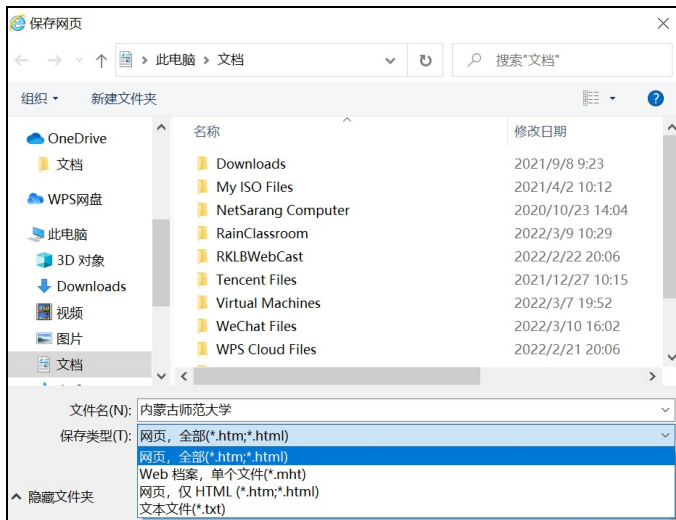 保存网页
此电脑 > 文档
搜索"文档"
组织
新建文件夹
名称
修改日期
OneDrive
文档
WPS网盘
此电脑
3D 对象
Downloads
视频
图片
文档
Downloads 2021/9/8 9:23
My ISO Files 2021/4/2 10:12
NetSarang Computer 2020/10/23 14:04
RainClassroom 2022/3/9 10:29
RKLBWebCast 2022/2/22 20:06
Tencent Files 2021/12/27 10:15
Virtual Machines 2022/3/7 19:52
WeChat Files 2022/3/10 16:02
WPS Cloud Files 2022/2/21 20:06
文件名(N): 内蒙古师范大学
保存类型(T): 网页，全部(*.htm;*.html)
网页，全部(*.htm;*.html)
Web 档案，单个文件(*.mht)
网页，仅 HTML (*.htm;*.html)
文本文件(*.txt)
隐藏文件夹